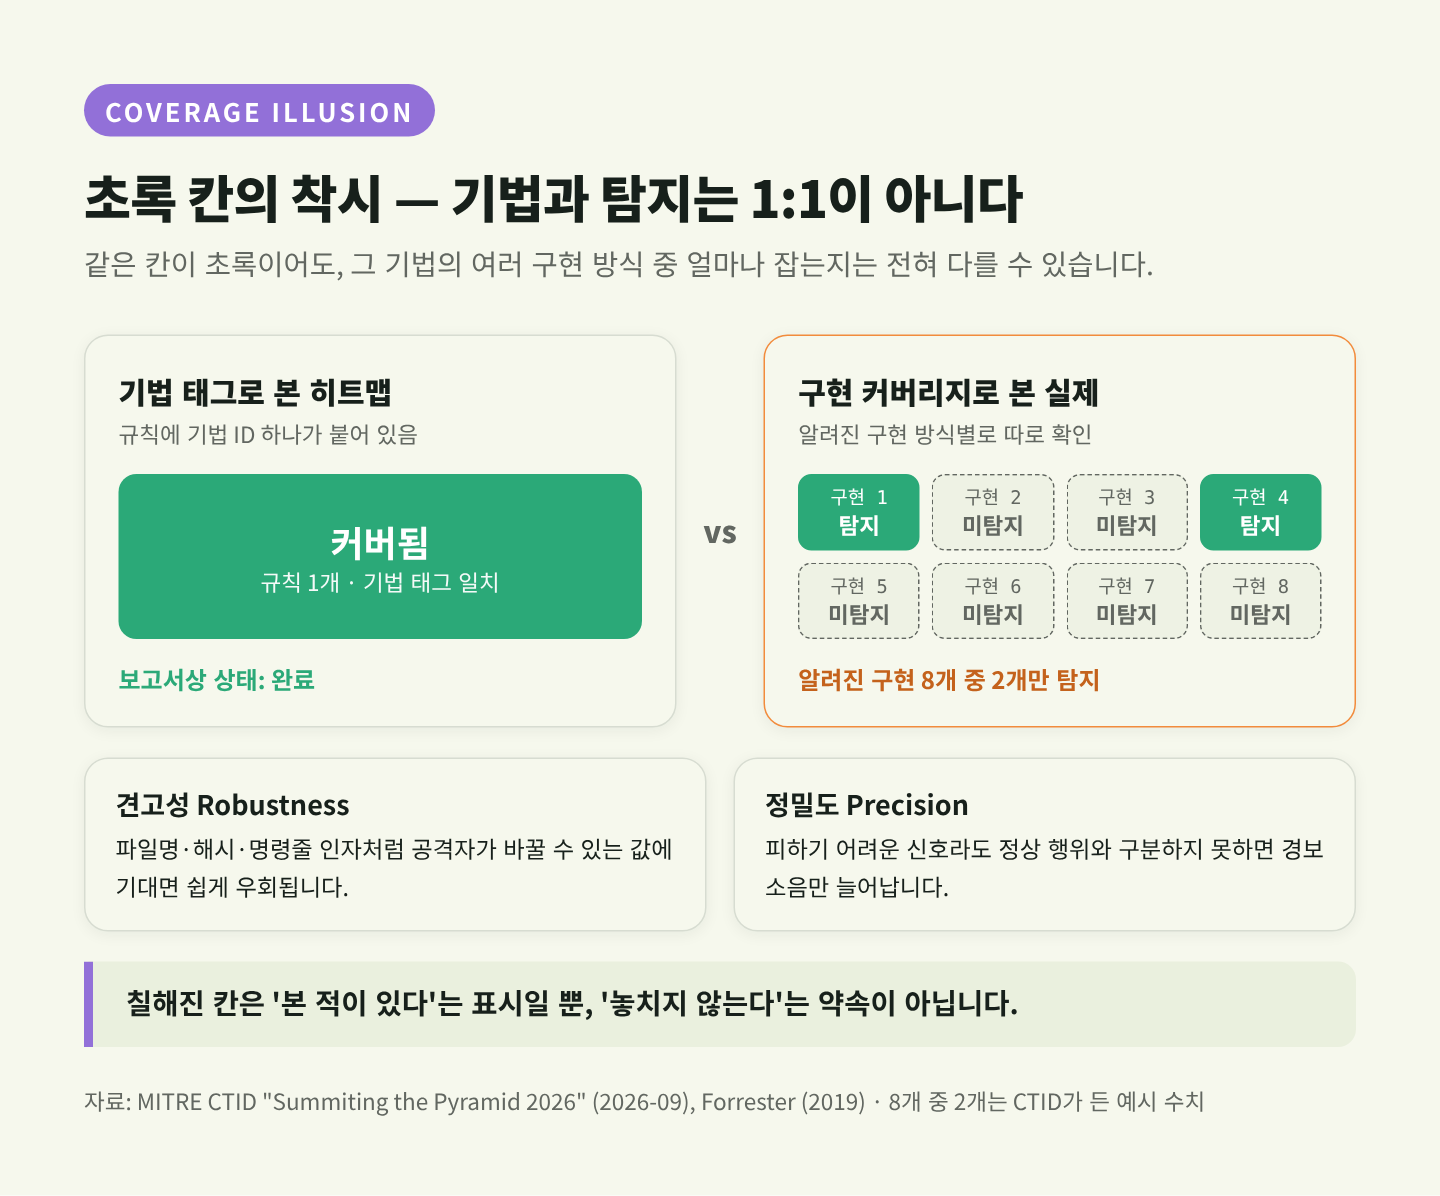 COVERAGE ILLUSION
초록 칸의 착시 — 기법과 탐지는 1:1이 아니다
같은 칸이 초록이어도, 그 기법의 여러 구현 방식 중 얼마나 잡는지는 전혀 다를 수 있습니다.
기법 태그로 본 히트맵
규칙에 기법 ID 하나가 붙어 있음
커버됨
규칙 1개 · 기법 태그 일치
보고서상 상태: 완료
vs
구현 커버리지로 본 실제
알려진 구현 방식별로 따로 확인
구현 1
탐지
구현 2
미탐지
구현 3
미탐지
구현 4
탐지
구현 5
미탐지
구현 6
미탐지
구현 7
미탐지
구현 8
미탐지
알려진 구현 8개 중 2개만 탐지
견고성 Robustness
파일명·해시·명령줄 인자처럼 공격자가 바꿀 수 있는 값에
기대면 쉽게 우회됩니다.
정밀도 Precision
피하기 어려운 신호라도 정상 행위와 구분하지 못하면 경보
소음만 늘어납니다.
칠해진 칸은 '본 적이 있다'는 표시일 뿐, '놓치지 않는다'는 약속이 아닙니다.
자료: MITRE CTID "Summiting the Pyramid 2026" (2026-09), Forrester (2019) · 8개 중 2개는 CTID가 든 예시 수치